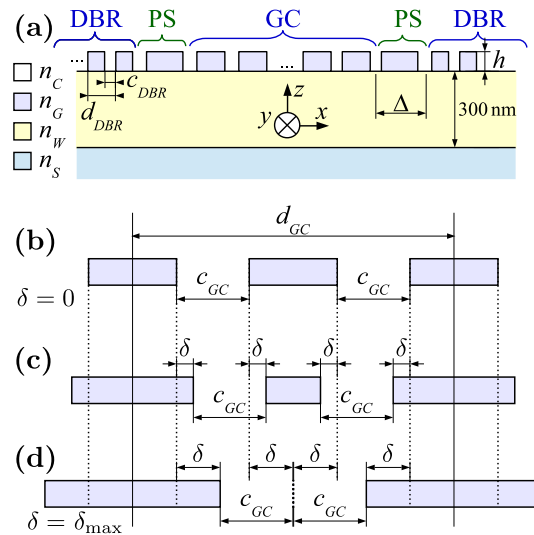 DBR PS GC PS DBR
(a)
... ... ...
n_C
n_G
n_W
n_S
c_DBR
d_DBR
z
y x
Δ
h
300 nm
(b)
d_GC
c_GC c_GC
δ = 0
(c)
δ δ δ δ
c_GC c_GC
(d)
δ δ δ δ
c_GC c_GC
δ = δ_max